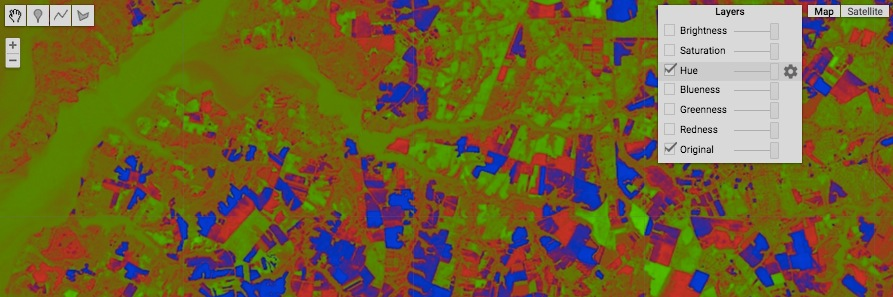 Layers
Map Satellite
Brightness
Saturation
Hue
Blueness
Greenness
Redness
Original
+
−